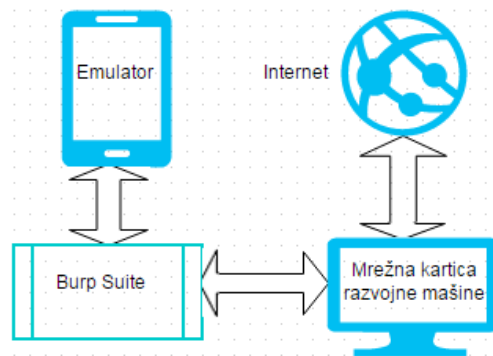 Emulator
Internet
Burp Suite
Mrežna kartica
razvojne mašine